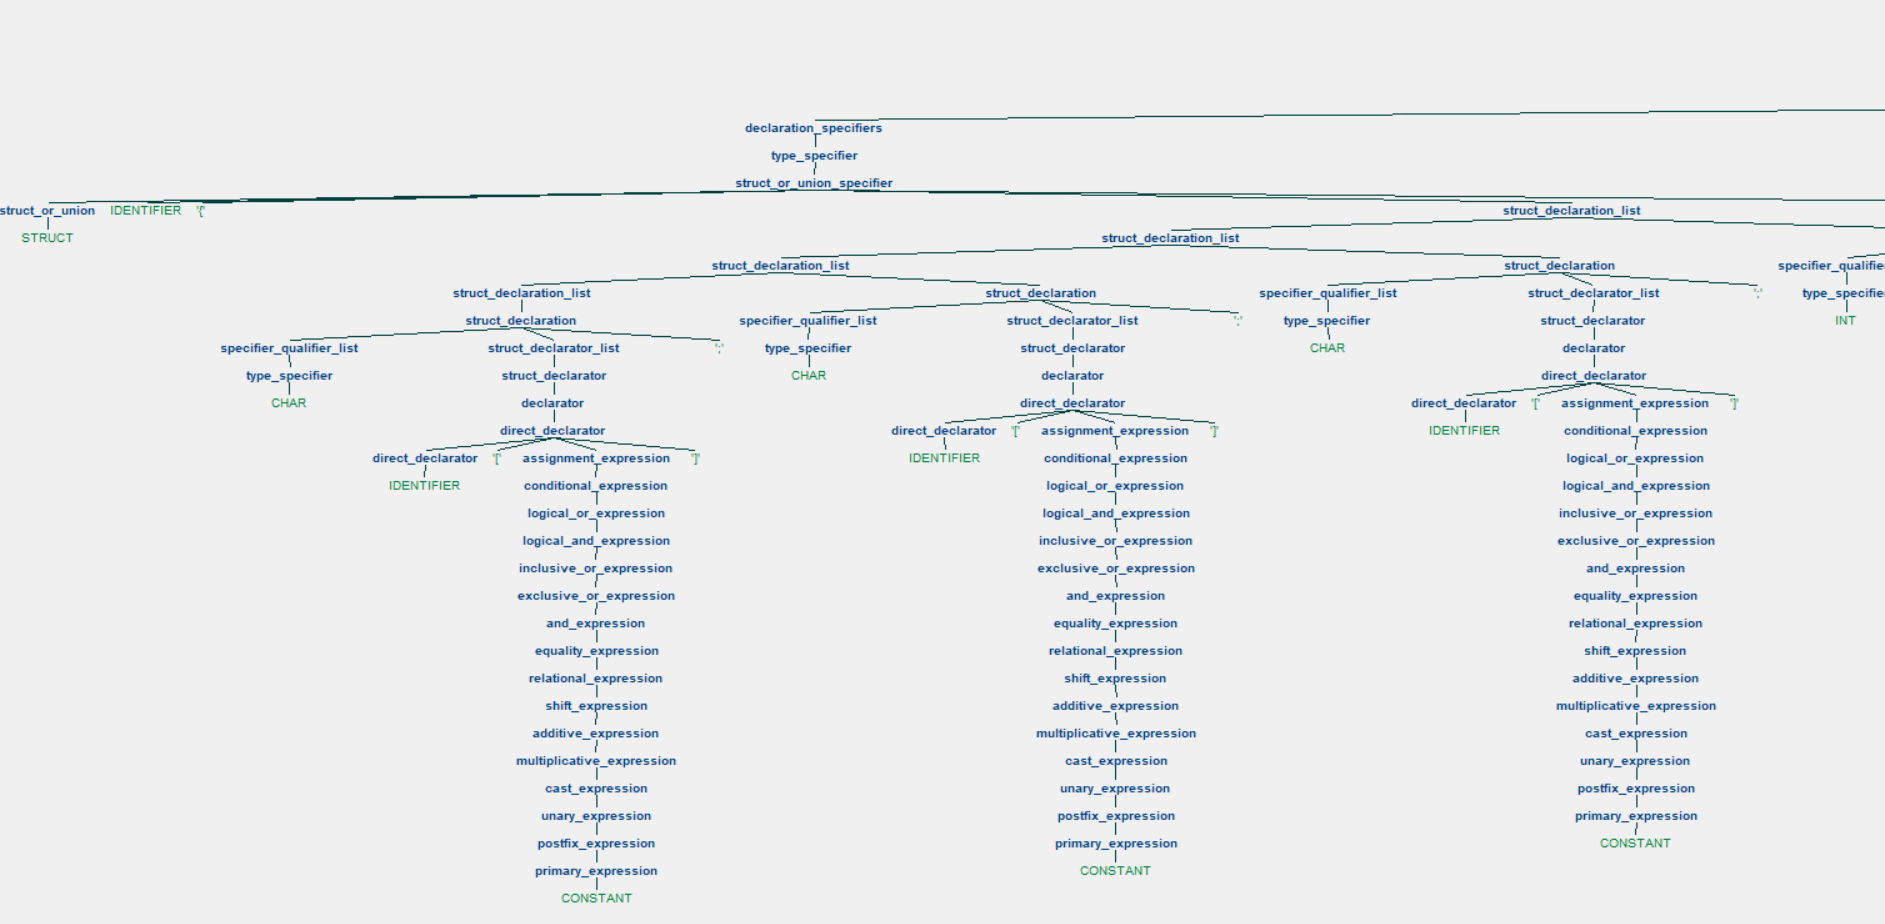 declaration_specifiers
type_specifier
struct_or_union_specifier
struct_or_union IDENTIFIER '{' struct_declaration_list
STRUCT struct_declaration_list
struct_declaration_list struct_declaration specifier_qualifie
struct_declaration_list struct_declaration specifier_qualifier_list struct_declarator_list ';' type_specifie
struct_declaration specifier_qualifier_list struct_declarator_list ';' type_specifier struct_declarator INT
specifier_qualifier_list struct_declarator_list ';' type_specifier struct_declarator CHAR declarator
type_specifier struct_declarator CHAR declarator direct_declarator
CHAR declarator direct_declarator direct_declarator '[' assignment_expression ']'
direct_declarator direct_declarator '[' assignment_expression ']' IDENTIFIER conditional_expression
direct_declarator '[' assignment_expression ']' IDENTIFIER conditional_expression logical_or_expression
IDENTIFIER conditional_expression logical_or_expression logical_and_expression
logical_or_expression logical_and_expression inclusive_or_expression
logical_and_expression inclusive_or_expression exclusive_or_expression
inclusive_or_expression exclusive_or_expression and_expression
exclusive_or_expression and_expression equality_expression
and_expression equality_expression relational_expression
equality_expression relational_expression shift_expression
relational_expression shift_expression additive_expression
shift_expression additive_expression multiplicative_expression
additive_expression multiplicative_expression cast_expression
multiplicative_expression cast_expression unary_expression
cast_expression unary_expression postfix_expression
unary_expression postfix_expression primary_expression
postfix_expression primary_expression CONSTANT
primary_expression CONSTANT
CONSTANT